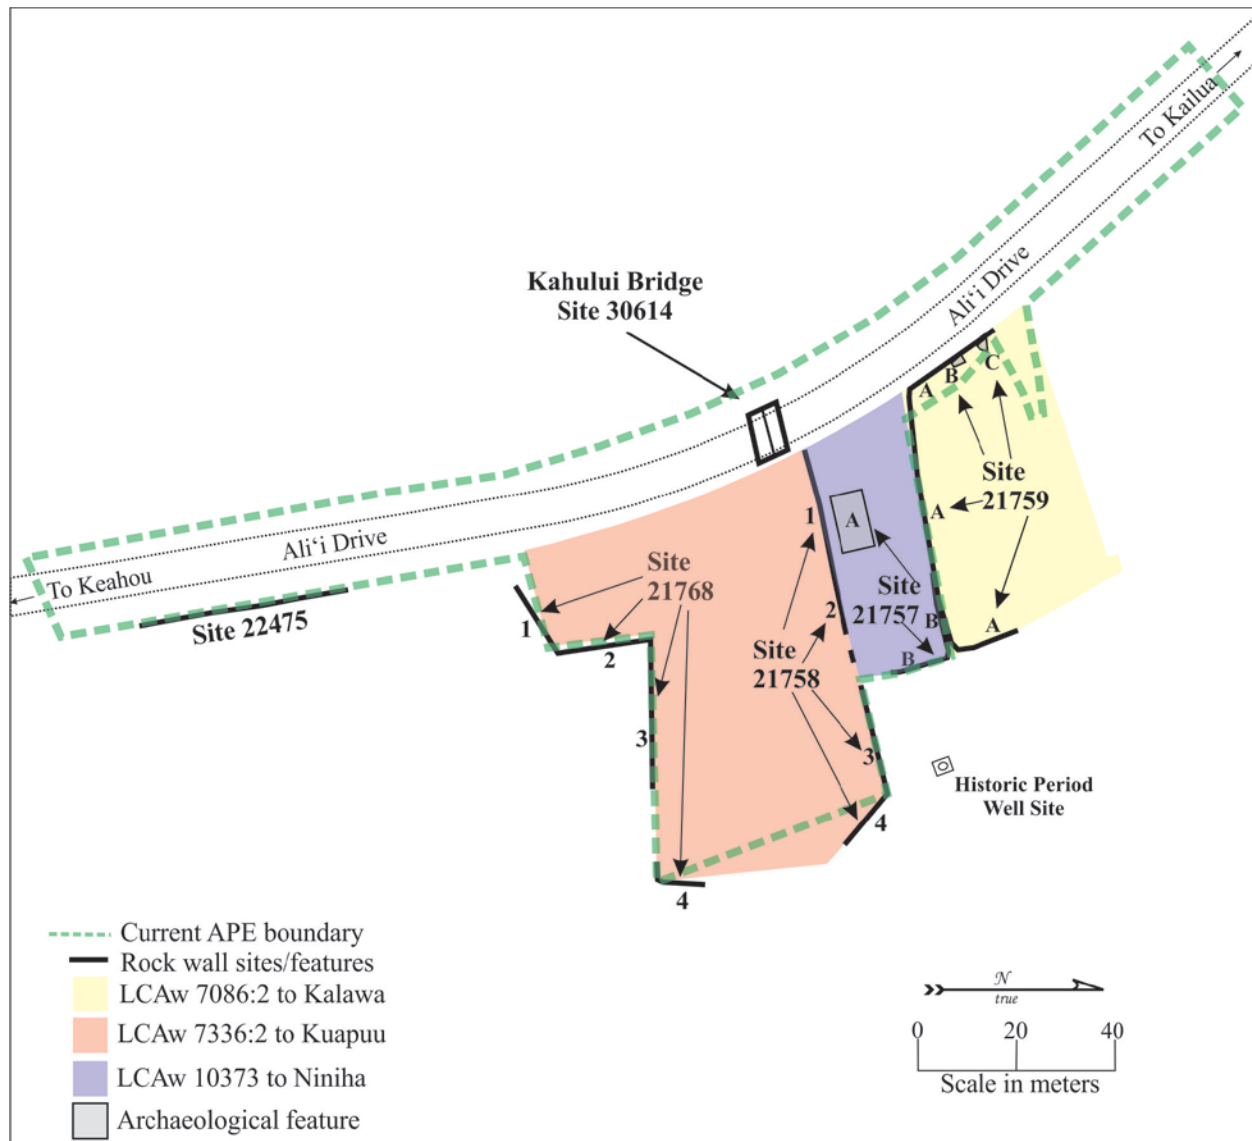 To Kailua
Ali‘i Drive
Kahului Bridge
Site 30614
A
B
C
Site
21759
A
A
1
A
2
Site
21757
B
B
Ali‘i Drive
To Keahou
Site 22475
Site
21768
1
2
3
4
Site
21758
3
4
Historic Period
Well Site
Current APE boundary
Rock wall sites/features
LCAw 7086:2 to Kalawa
LCAw 7336:2 to Kuapuu
LCAw 10373 to Niniha
Archaeological feature
N
true
0 20 40
Scale in meters